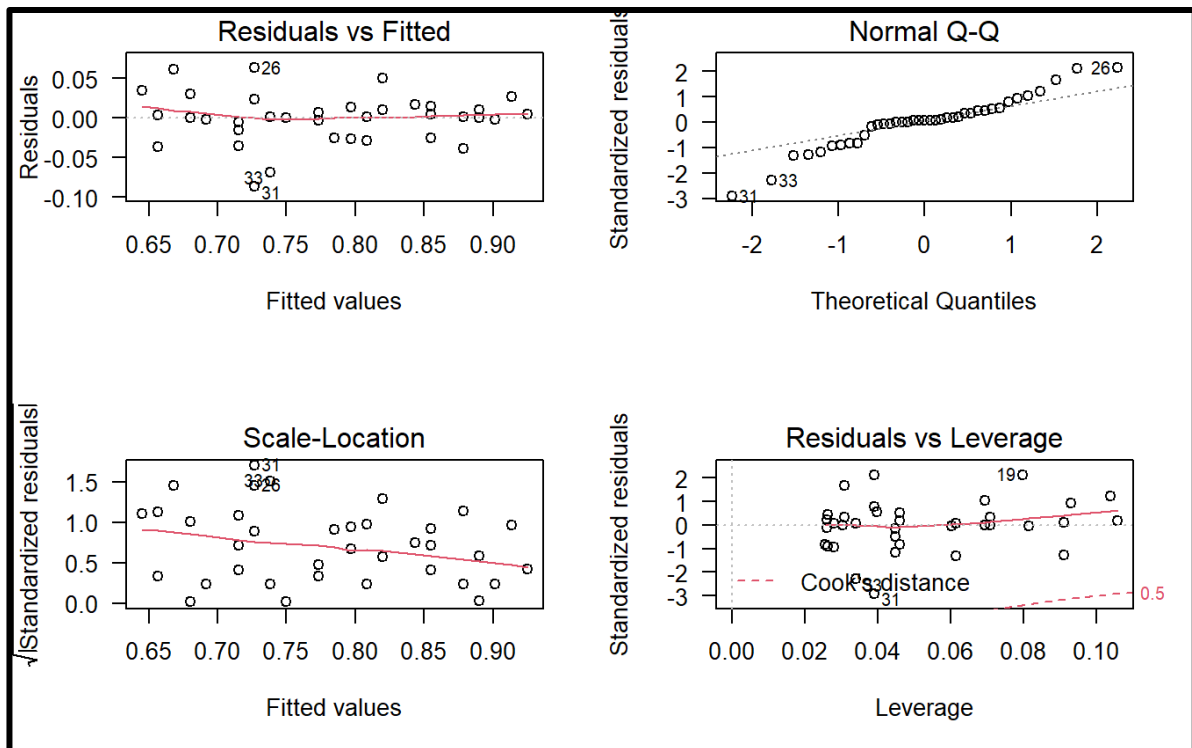 Residuals vs Fitted
Residuals
0.05
0.00
-0.05
-0.10
26
33
31
0.65 0.70 0.75 0.80 0.85 0.90
Fitted values
Normal Q-Q
Standardized residuals
2
1
0
-1
-2
-3
26
33
31
-2 -1 0 1 2
Theoretical Quantiles
Scale-Location
√|Standardized residuals|
1.5
1.0
0.5
0.0
31
33
26
0.65 0.70 0.75 0.80 0.85 0.90
Fitted values
Residuals vs Leverage
Standardized residuals
2
1
0
-1
-2
-3
19
33
31
Cook's distance
0.5
0.00 0.02 0.04 0.06 0.08 0.10
Leverage